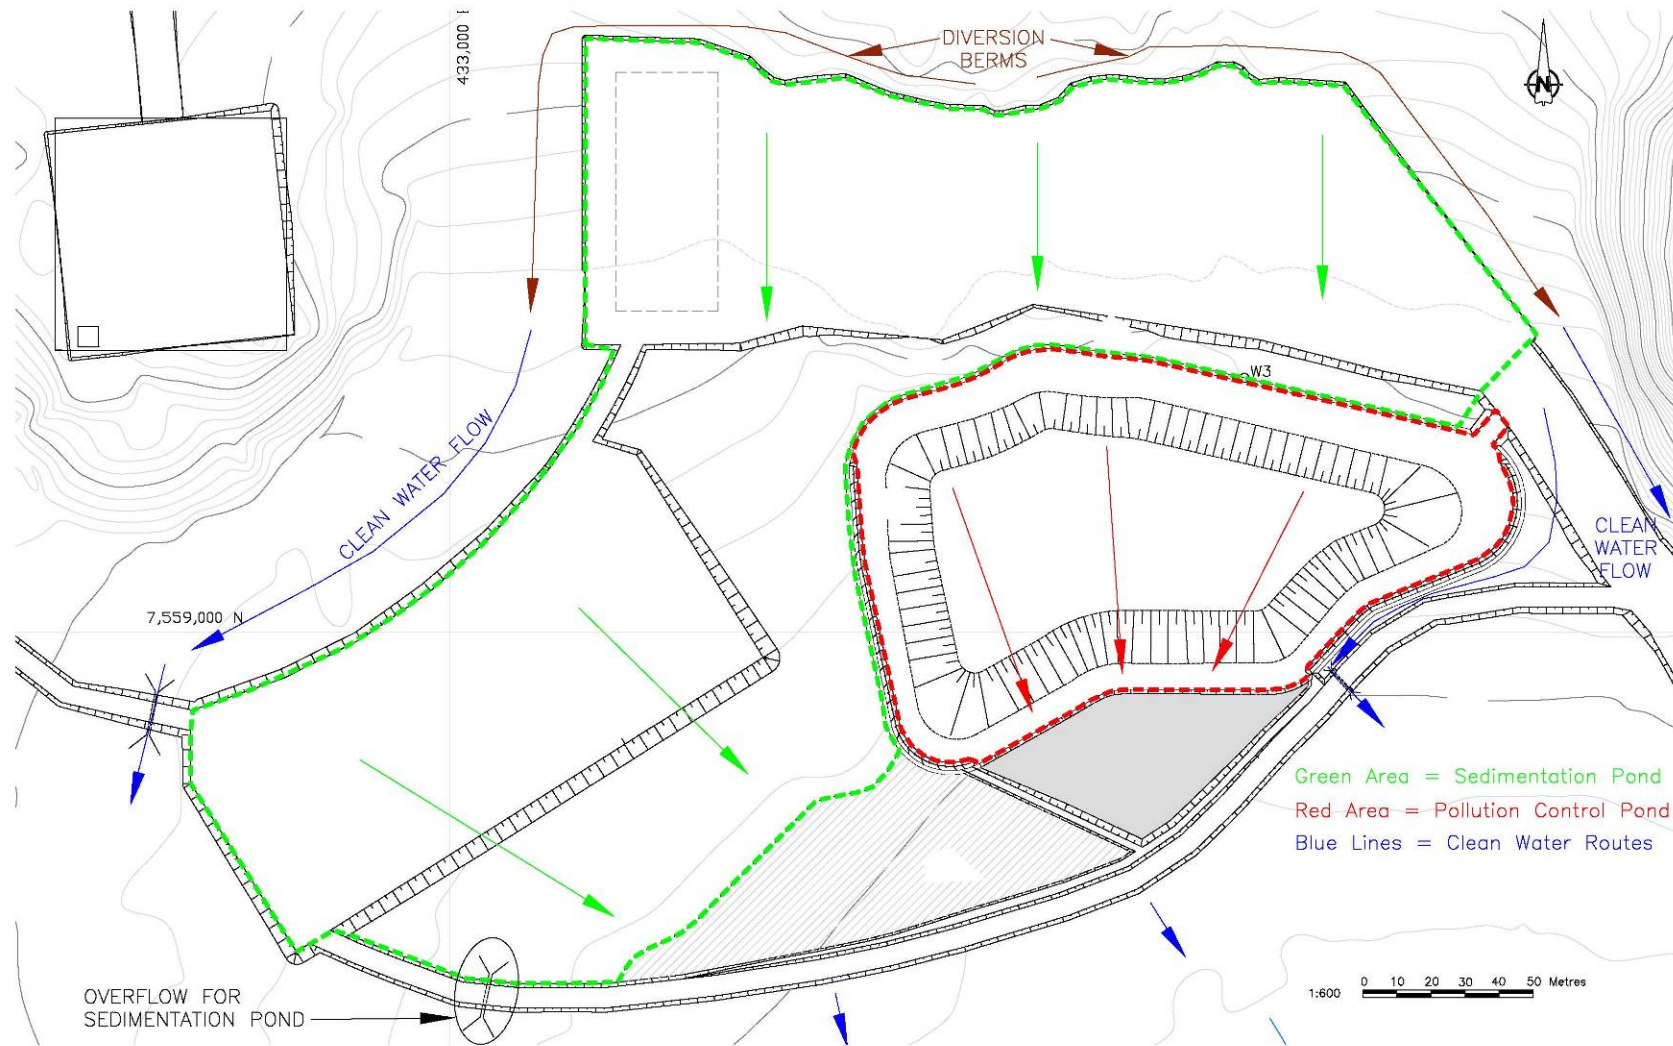 433,000 E
DIVERSION
BERMS
N
W3
CLEAN WATER FLOW
CLEAN
WATER
FLOW
7,559,000 N
Green Area = Sedimentation Pond
Red Area = Pollution Control Pond
Blue Lines = Clean Water Routes
OVERFLOW FOR
SEDIMENTATION POND
1:600
0 10 20 30 40 50 Metres